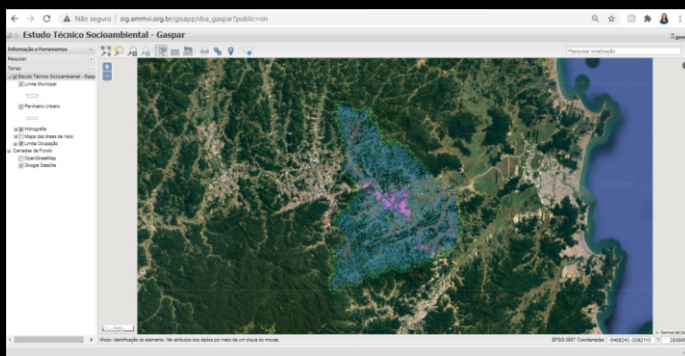 Não seguro | sig.ammvi.org.br/gisapp/dsa_gaspar?public=on
Estudo Técnico Socioambiental - Gaspar
Informação e Ferramentas
Pesquisar
Pesquisar localização
Temas
Estudo Técnico Socioambiental - Gaspar
Limite Municipal
Perímetro Urbano
Hidrografia
Mapa das áreas de risco
Limite Ocupação
Camadas de Fundo
OpenStreetMap
Google Satellite
Modo: identificação do elemento. Ver atributos dos dados por meio de um clique do mouse.